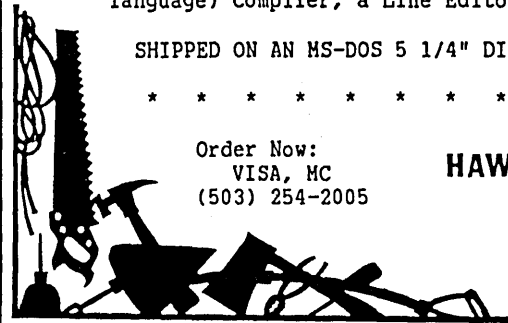 language) Compiler, a Line Edito
SHIPPED ON AN MS-DOS 5 1/4" DI
* * * * * * * *
Order Now:
VISA, MC
(503) 254-2005
HAW